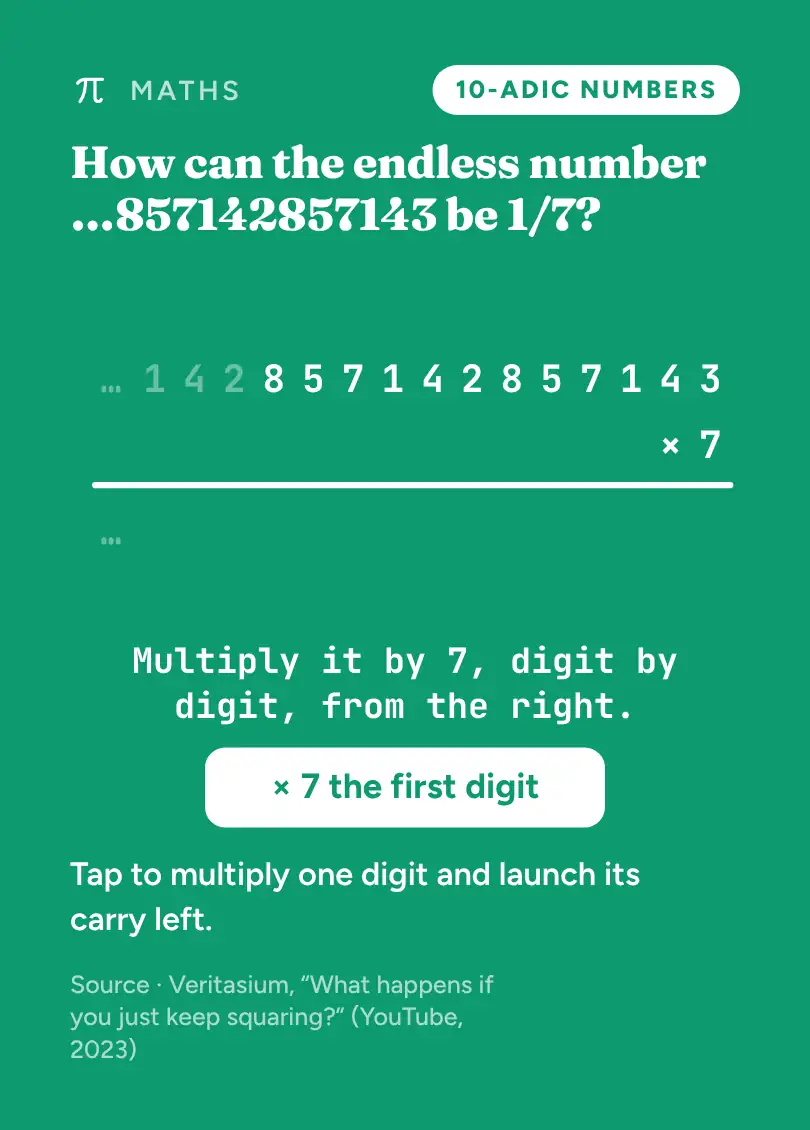 π MATHS
10-ADIC NUMBERS
How can the endless number
…857142857143 be 1/7?
… 1 4 2 8 5 7 1 4 2 8 5 7 1 4 3
× 7
…
Multiply it by 7, digit by
digit, from the right.
× 7 the first digit
Tap to multiply one digit and launch its
carry left.
Source · Veritasium, “What happens if
you just keep squaring?” (YouTube,
2023)